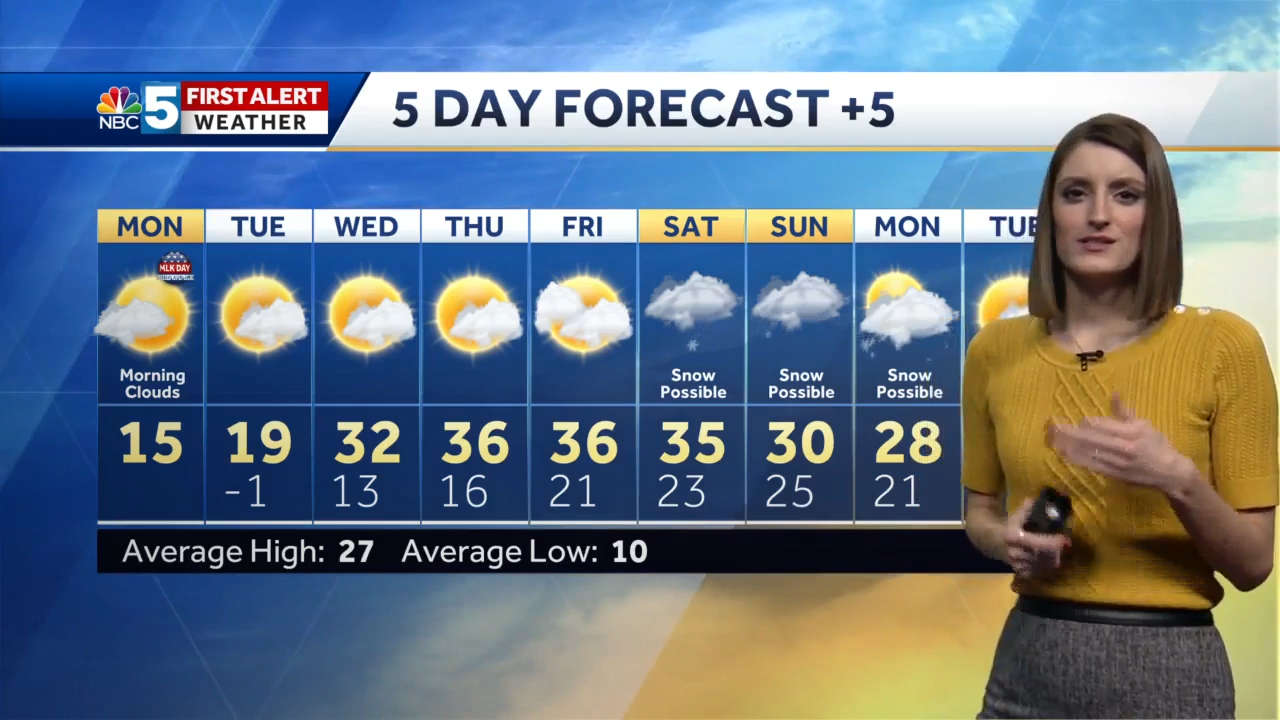 NBC 5 FIRST ALERT WEATHER
5 DAY FORECAST +5
MON TUE WED THU FRI SAT SUN MON TUE
MLK DAY
Morning Clouds
Snow Possible
Snow Possible
Snow Possible
15 19 32 36 36 35 30 28
-1 13 16 21 23 25 21
Average High: 27 Average Low: 10